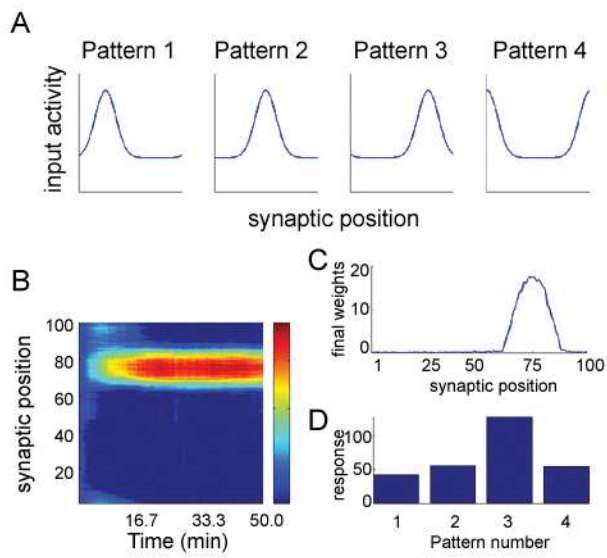 A
Pattern 1
Pattern 2
Pattern 3
Pattern 4
input activity
synaptic position
B
synaptic position
100
80
60
40
20
16.7 33.3 50.0
Time (min)
C
final weights
20
10
0
1 25 50 75 100
synaptic position
D
response
100
50
0
1 2 3 4
Pattern number